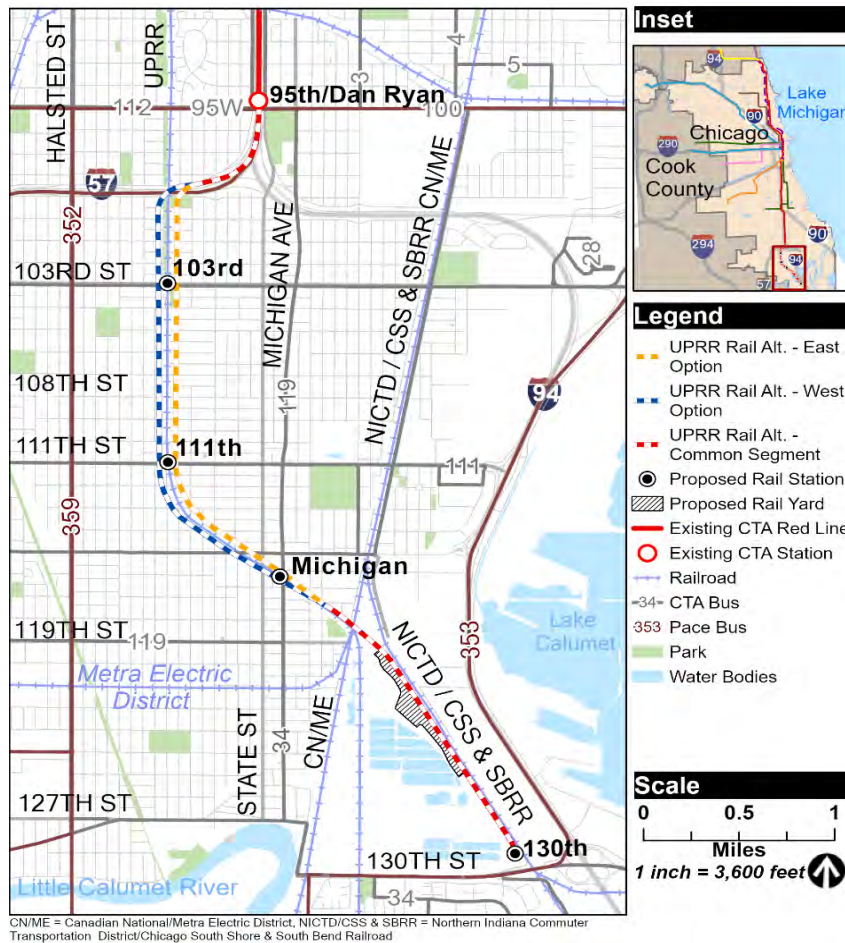 HALSTED ST
UPRR
4
3
5
95th/Dan Ryan
112
95W
100
57
352
MICHIGAN AVE
NICTD / CSS & SBRR CN/ME
28
103RD ST
103rd
108TH ST
119
94
111TH ST
111th
111
359
Michigan
119TH ST
119
NICTD / CSS & SBRR
353
Lake
Calumet
Metra Electric
District
STATE ST
34
CN/ME
127TH ST
130TH ST
130th
Little Calumet River
34
Inset
94
Lake
Michigan
90
Chicago
290
Cook
County
294
90
94
57
Legend
UPRR Rail Alt. - East
Option
UPRR Rail Alt. - West
Option
UPRR Rail Alt. -
Common Segment
Proposed Rail Station
Proposed Rail Yard
Existing CTA Red Line
Existing CTA Station
Railroad
34 CTA Bus
353 Pace Bus
Park
Water Bodies
Scale
0 0.5 1
Miles
1 inch = 3,600 feet
CN/ME = Canadian National/Metra Electric District, NICTD/CSS & SBRR = Northern Indiana Commuter
Transportation District/Chicago South Shore & South Bend Railroad